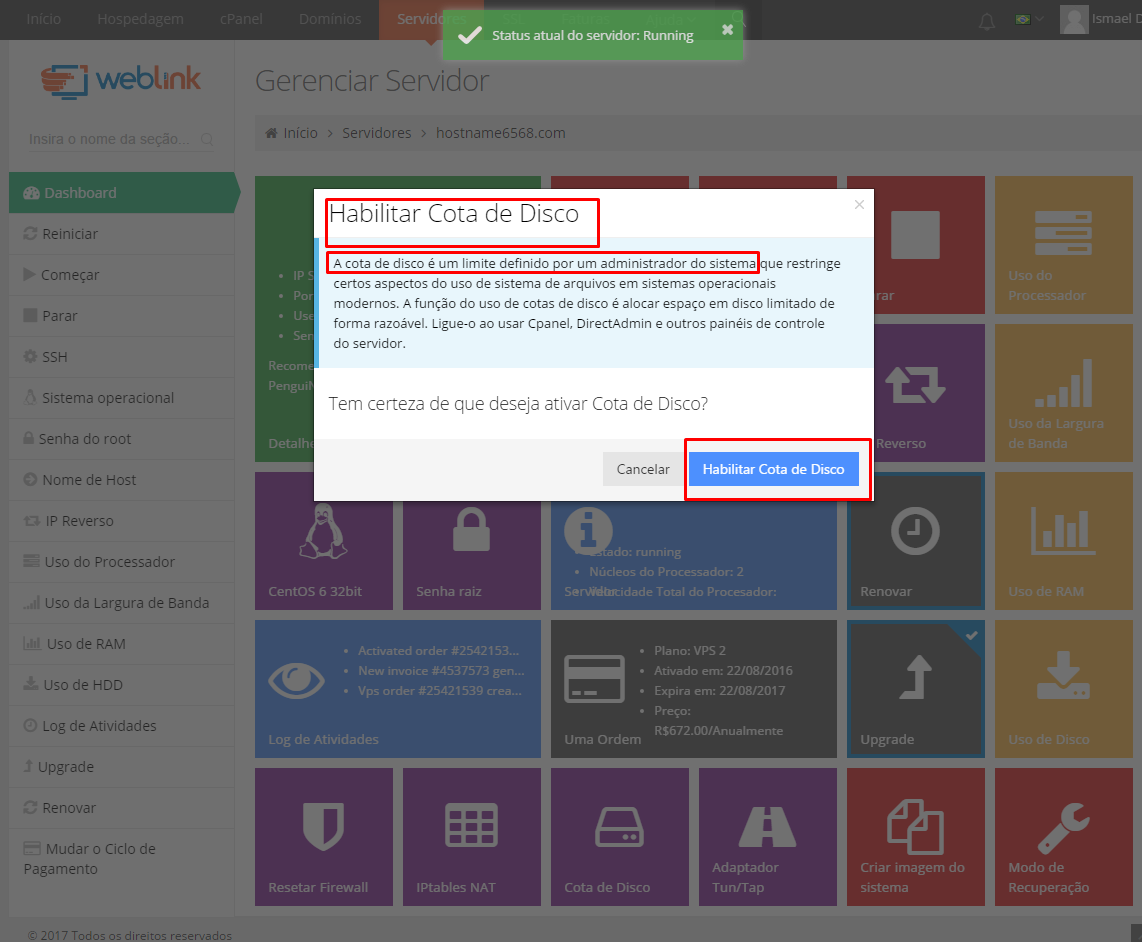 Início Hospedagem cPanel Domínios Servidores SSL Faturas Ajuda
Status atual do servidor: Running
Ismael D
weblink
Insira o nome da seção...
Dashboard
Reiniciar
Começar
Parar
SSH
Sistema operacional
Senha do root
Nome de Host
IP Reverso
Uso do Processador
Uso da Largura de Banda
Uso de RAM
Uso de HDD
Log de Atividades
Upgrade
Renovar
Mudar o Ciclo de
Pagamento
© 2017 Todos os direitos reservados
Gerenciar Servidor
Início > Servidores > hostname6568.com
Habilitar Cota de Disco
A cota de disco é um limite definido por um administrador do sistema que restringe
certos aspectos do uso de sistema de arquivos em sistemas operacionais
modernos. A função do uso de cotas de disco é alocar espaço em disco limitado de
forma razoável. Ligue-o ao usar Cpanel, DirectAdmin e outros painéis de controle
do servidor.
Tem certeza de que deseja ativar Cota de Disco?
Cancelar
Habilitar Cota de Disco
IP S
Por
Use
Sen
Recome
PenguiN
Detalhe
rar
Uso do
Processador
Reverso
Uso da Largura
de Banda
CentOS 6 32bit
Senha raiz
Estado: running
Núcleos do Processador: 2
Velocidade Total do Procesador:
Servidor
Renovar
Uso de RAM
Activated order #2542153...
New invoice #4537573 gen...
Vps order #25421539 crea...
Log de Atividades
Plano: VPS 2
Ativado em: 22/08/2016
Expira em: 22/08/2017
Preço:
R$672.00/Anualmente
Uma Ordem
Upgrade
Uso de Disco
Resetar Firewall
IPtables NAT
Cota de Disco
Adaptador
Tun/Tap
Criar imagem do
sistema
Modo de
Recuperação